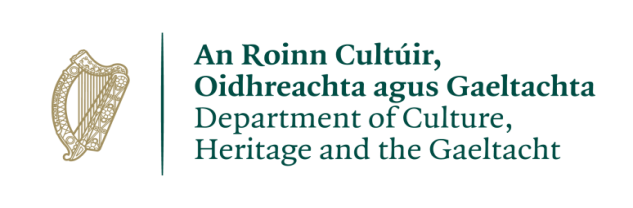 An Roinn Cultúir,
Oidhreachta agus Gaeltachta
Department of Culture,
Heritage and the Gaeltacht